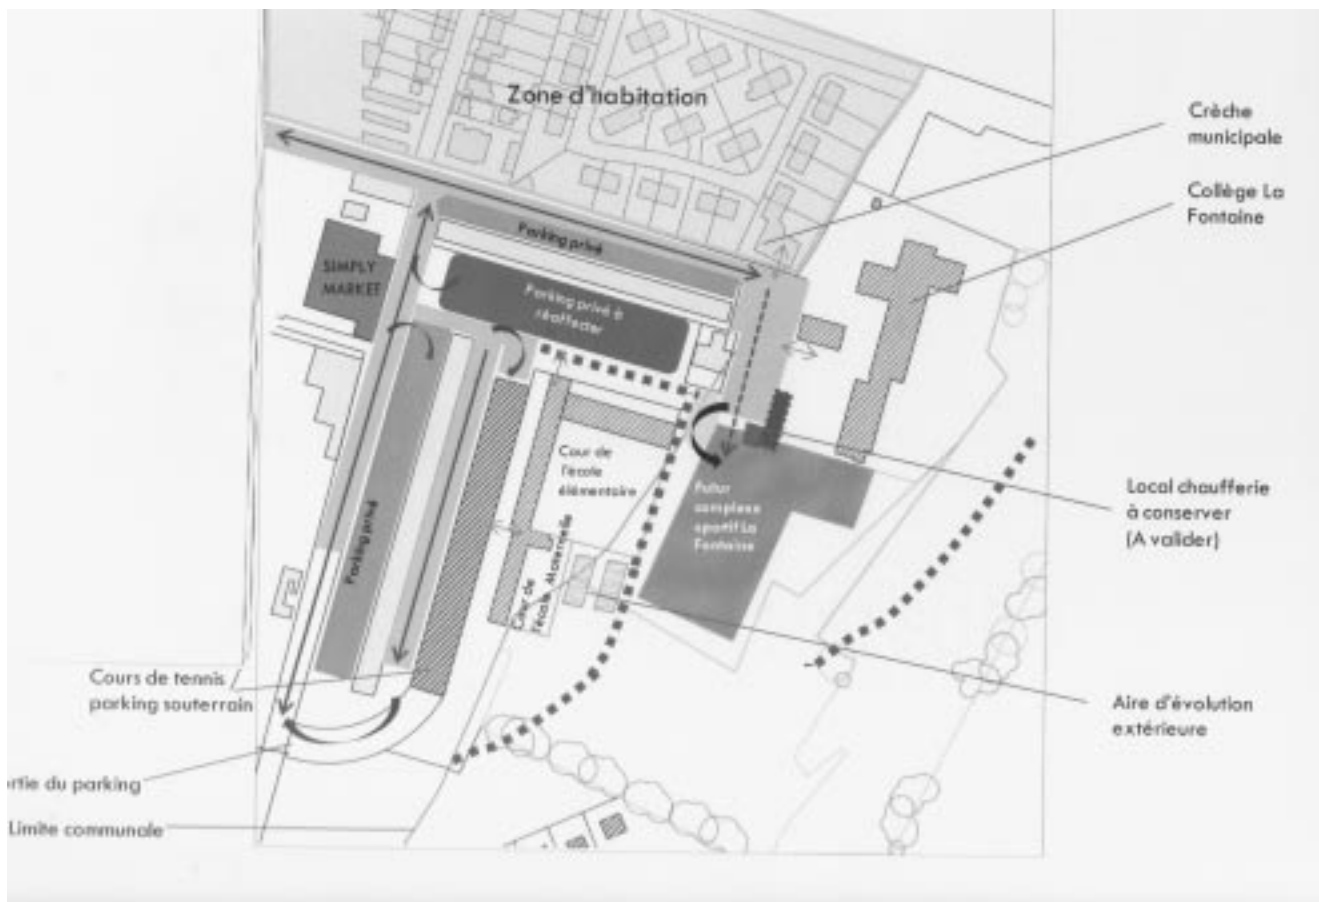 Zone d'habitation
Crèche
municipale
Collège La
Fontaine
Parking privé
SIMPLY
MARKET
Parking privé à
réaffecter
Cour de
l'école
élémentaire
Futur
complexe
sportif La
Fontaine
Local chaufferie
à conserver
(A valider)
Parking privé
Cour de
l'école Maternelle
Cours de tennis
parking souterrain
Aire d'évolution
extérieure
rtie du parking
Limite communale